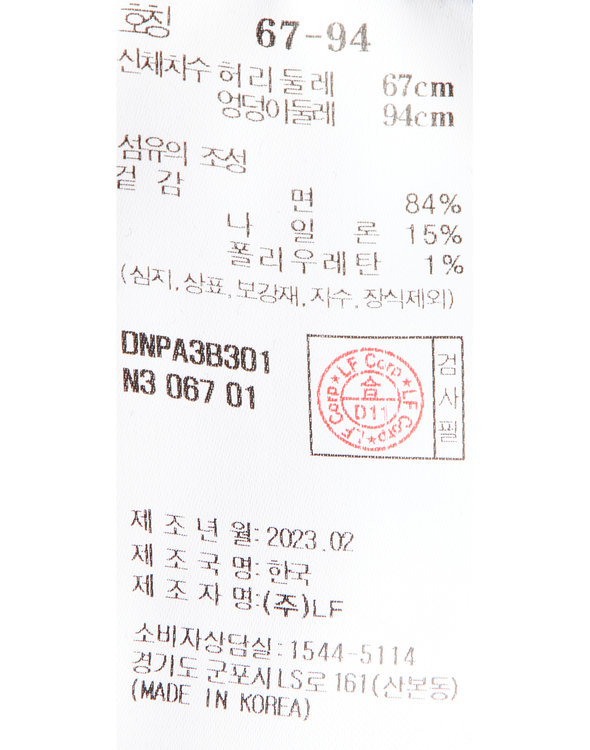 호칭 67-94
신체치수 허리둘레 67cm
엉덩이둘레 94cm
섬유의 조성
겉감
면 84%
나일론 15%
폴리우레탄 1%
(심지,상표,보강재,자수,장식제외)
DNPA3B301
N3 067 01
LF Corp ★ LF Corp ★ LF Corp ★
合
D11
검사필
제조년월: 2023.02
제조국명: 한국
제조자명:(주)LF
소비자상담실:1544-5114
경기도 군포시 LS로 161(산본동)
(MADE IN KOREA)